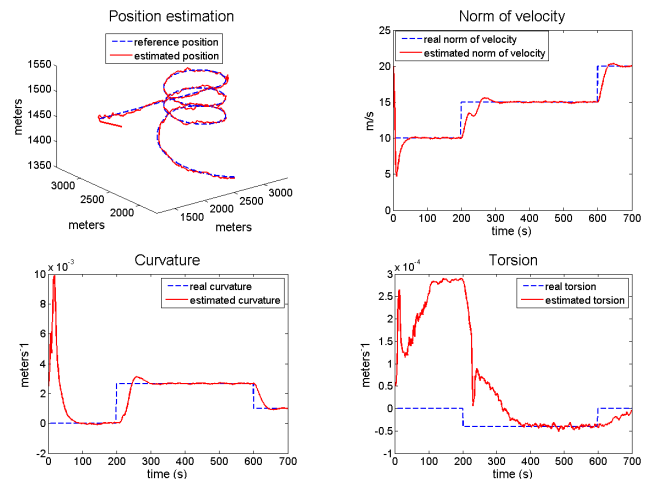 Position estimation
reference position
estimated position
1550
1500
1450
1400
1350
meters
3000
2500
2000
meters
1500
2000
2500
3000
meters
Norm of velocity
real norm of velocity
estimated norm of velocity
25
20
15
10
5
0
m/s
0 100 200 300 400 500 600 700
time (s)
Curvature
x 10-3
real curvature
estimated curvature
10
8
6
4
2
0
-2
meters-1
0 100 200 300 400 500 600 700
time (s)
Torsion
x 10-4
real torsion
estimated torsion
3
2.5
2
1.5
1
0.5
0
-0.5
-1
meters-1
0 100 200 300 400 500 600 700
time (s)